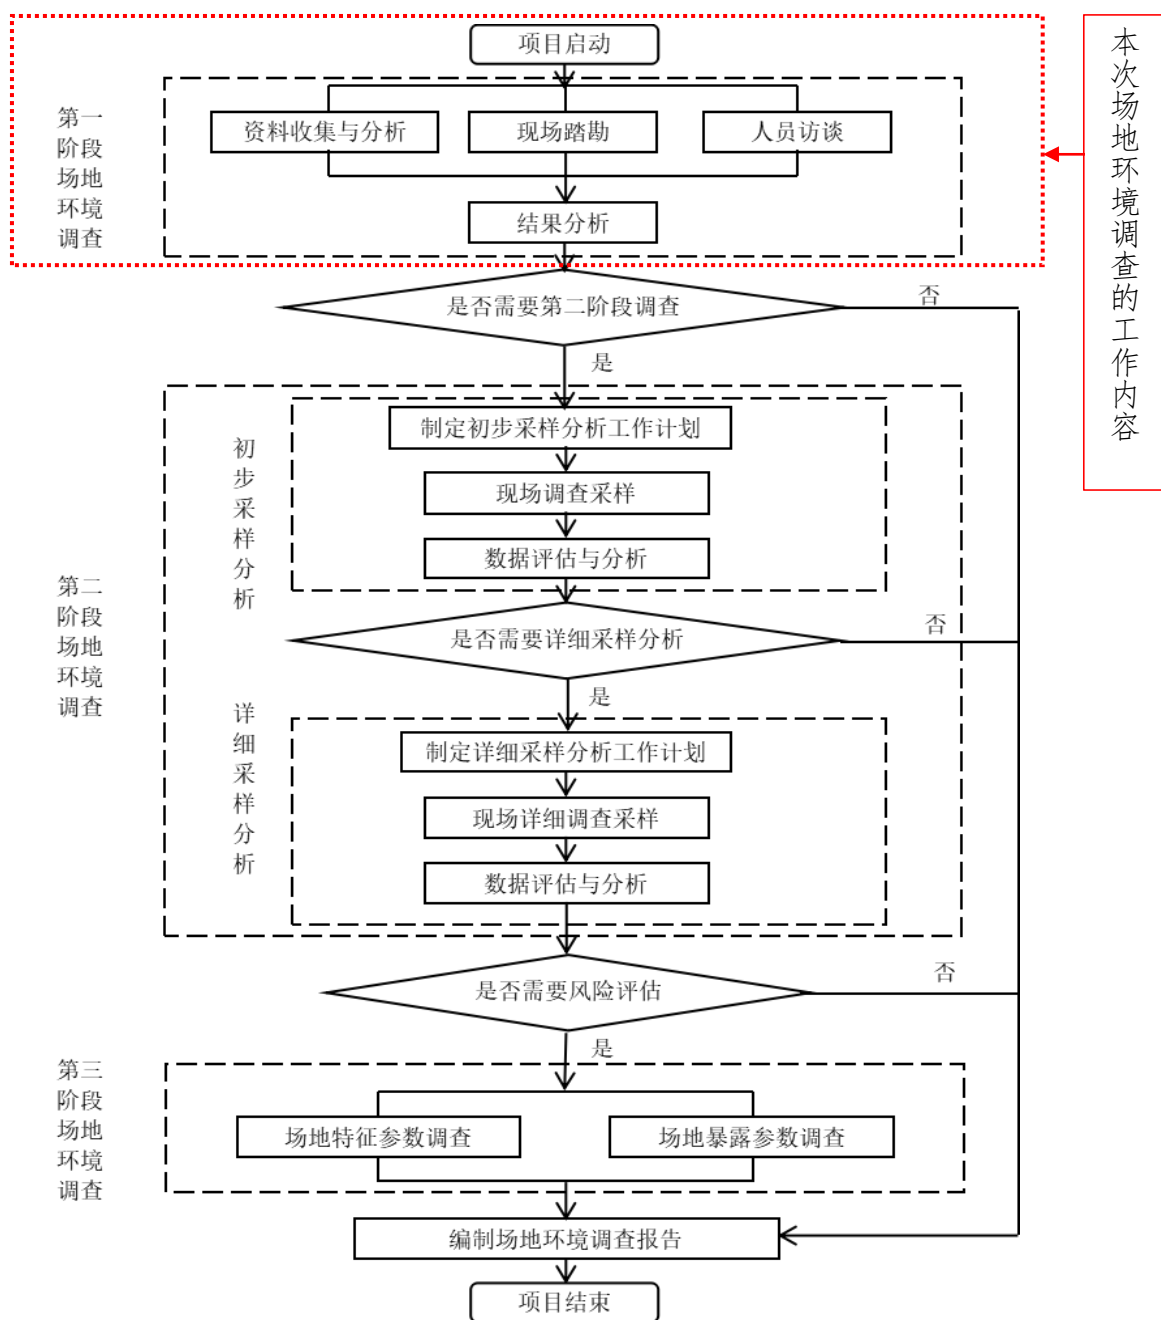 项目启动
本次场地环境调查的工作内容
第一
阶段
场地
环境
调查
资料收集与分析
现场踏勘
人员访谈
结果分析
是否需要第二阶段调查
否
是
第二
阶段
场地
环境
调查
初步采样分析
制定初步采样分析工作计划
现场调查采样
数据评估与分析
是否需要详细采样分析
否
是
详细采样分析
制定详细采样分析工作计划
现场详细调查采样
数据评估与分析
是否需要风险评估
否
是
第三
阶段
场地
环境
调查
场地特征参数调查
场地暴露参数调查
编制场地环境调查报告
项目结束